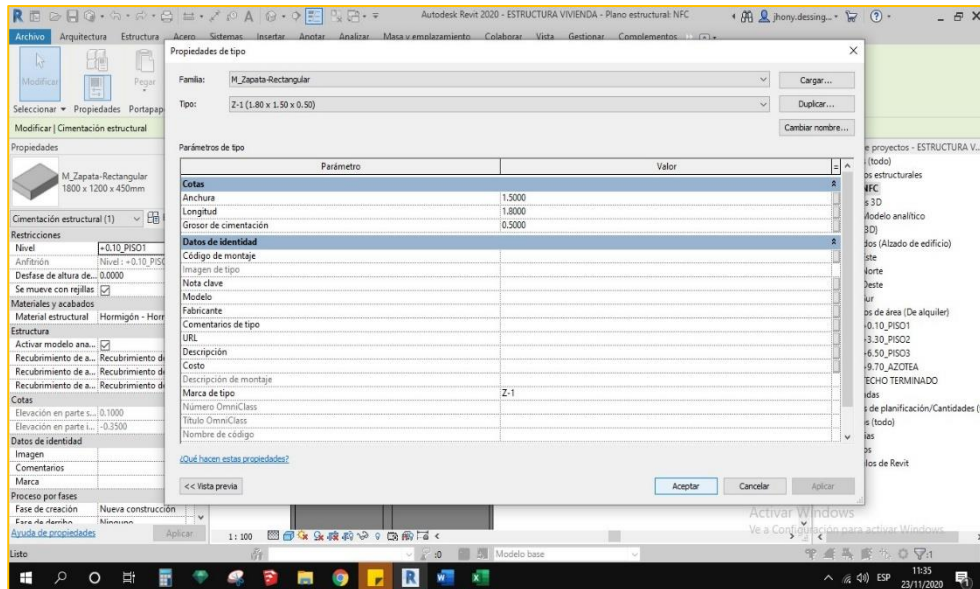 Autodesk Revit 2020 - ESTRUCTURA VIVIENDA - Plano estructural: NFC
jhony.dessing...
Archivo Arquitectura Estructura Acero Sistemas Insertar Anotar Analizar Masa y emplazamiento Colaborar Vista Gestionar Complementos
Modificar
Pegar
Seleccionar Propiedades Portapap
Modificar | Cimentación estructural
Propiedades
M_Zapata-Rectangular
1800 x 1200 x 450mm
Cimentación estructural (1)
Restricciones
Nivel +0.10_PISO1
Anfitrión Nivel : +0.10_PISO
Desfase de altura de... 0.0000
Se mueve con rejillas
Materiales y acabados
Material estructural Hormigón - Horr
Estructura
Activar modelo ana...
Recubrimiento de a... Recubrimiento de
Recubrimiento de a... Recubrimiento de
Recubrimiento de a... Recubrimiento de
Cotas
Elevación en parte s... 0.1000
Elevación en parte i... -0.3500
Datos de identidad
Imagen
Comentarios
Marca
Proceso por fases
Fase de creación Nueva construcción
Fase de derribo Ninguno
Ayuda de propiedades Aplicar
Propiedades de tipo
Familia: M_Zapata-Rectangular Cargar...
Tipo: Z-1 (1.80 x 1.50 x 0.50) Duplicar...
Cambiar nombre...
Parámetros de tipo
Parámetro Valor =
Cotas
Anchura 1.5000
Longitud 1.8000
Grosor de cimentación 0.5000
Datos de identidad
Código de montaje
Imagen de tipo
Nota clave
Modelo
Fabricante
Comentarios de tipo
URL
Descripción
Costo
Descripción de montaje
Marca de tipo Z-1
Número OmniClass
Título OmniClass
Nombre de código
¿Qué hacen estas propiedades?
<< Vista previa Aceptar Cancelar Aplicar
e proyectos - ESTRUCTURA V...
(todo)
os estructurales
NFC
s 3D
Modelo analítico
3D)
dos (Alzado de edificio)
ste
Norte
Oeste
ur
os de área (De alquiler)
0.10_PISO1
3.30_PISO2
6.50_PISO3
9.70_AZOTEA
ECHO TERMINADO
das
s de planificación/Cantidades (
s (todo)
ias
os
los de Revit
Activar Windows
Ve a Configuración para activar Windows.
1 : 100
Listo :0 Modelo base :1
ESP 11:35
23/11/2020